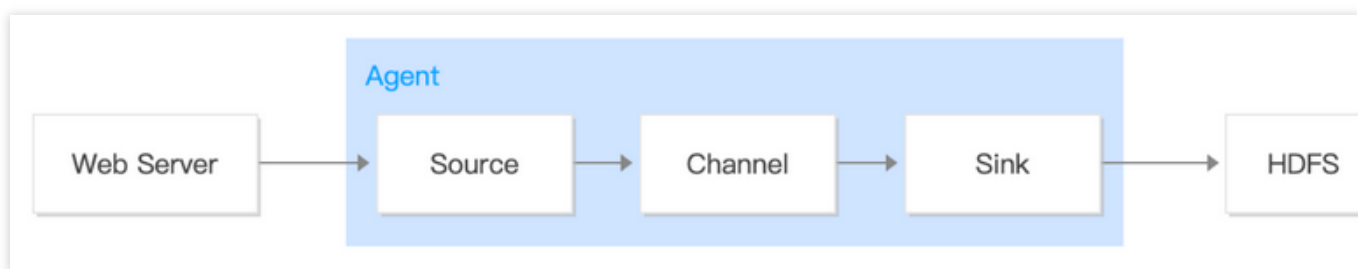 Agent
Web Server
Source
Channel
Sink
HDFS